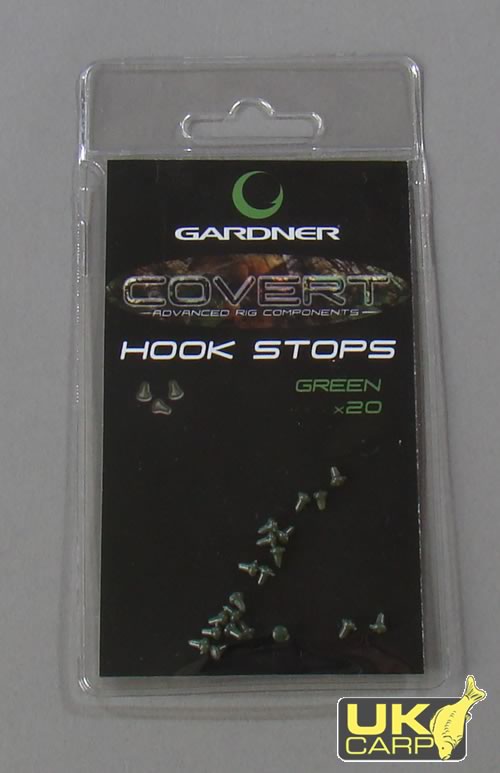 GARDNER
COVERT
ADVANCED RIG COMPONENTS
HOOK STOPS
GREEN
x20
UK
CARP